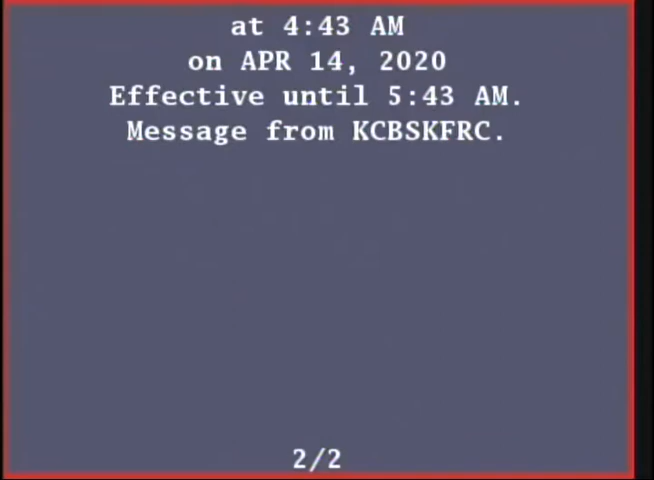 at 4:43 AM
on APR 14, 2020
Effective until 5:43 AM.
Message from KCBSKFRC.
2/2